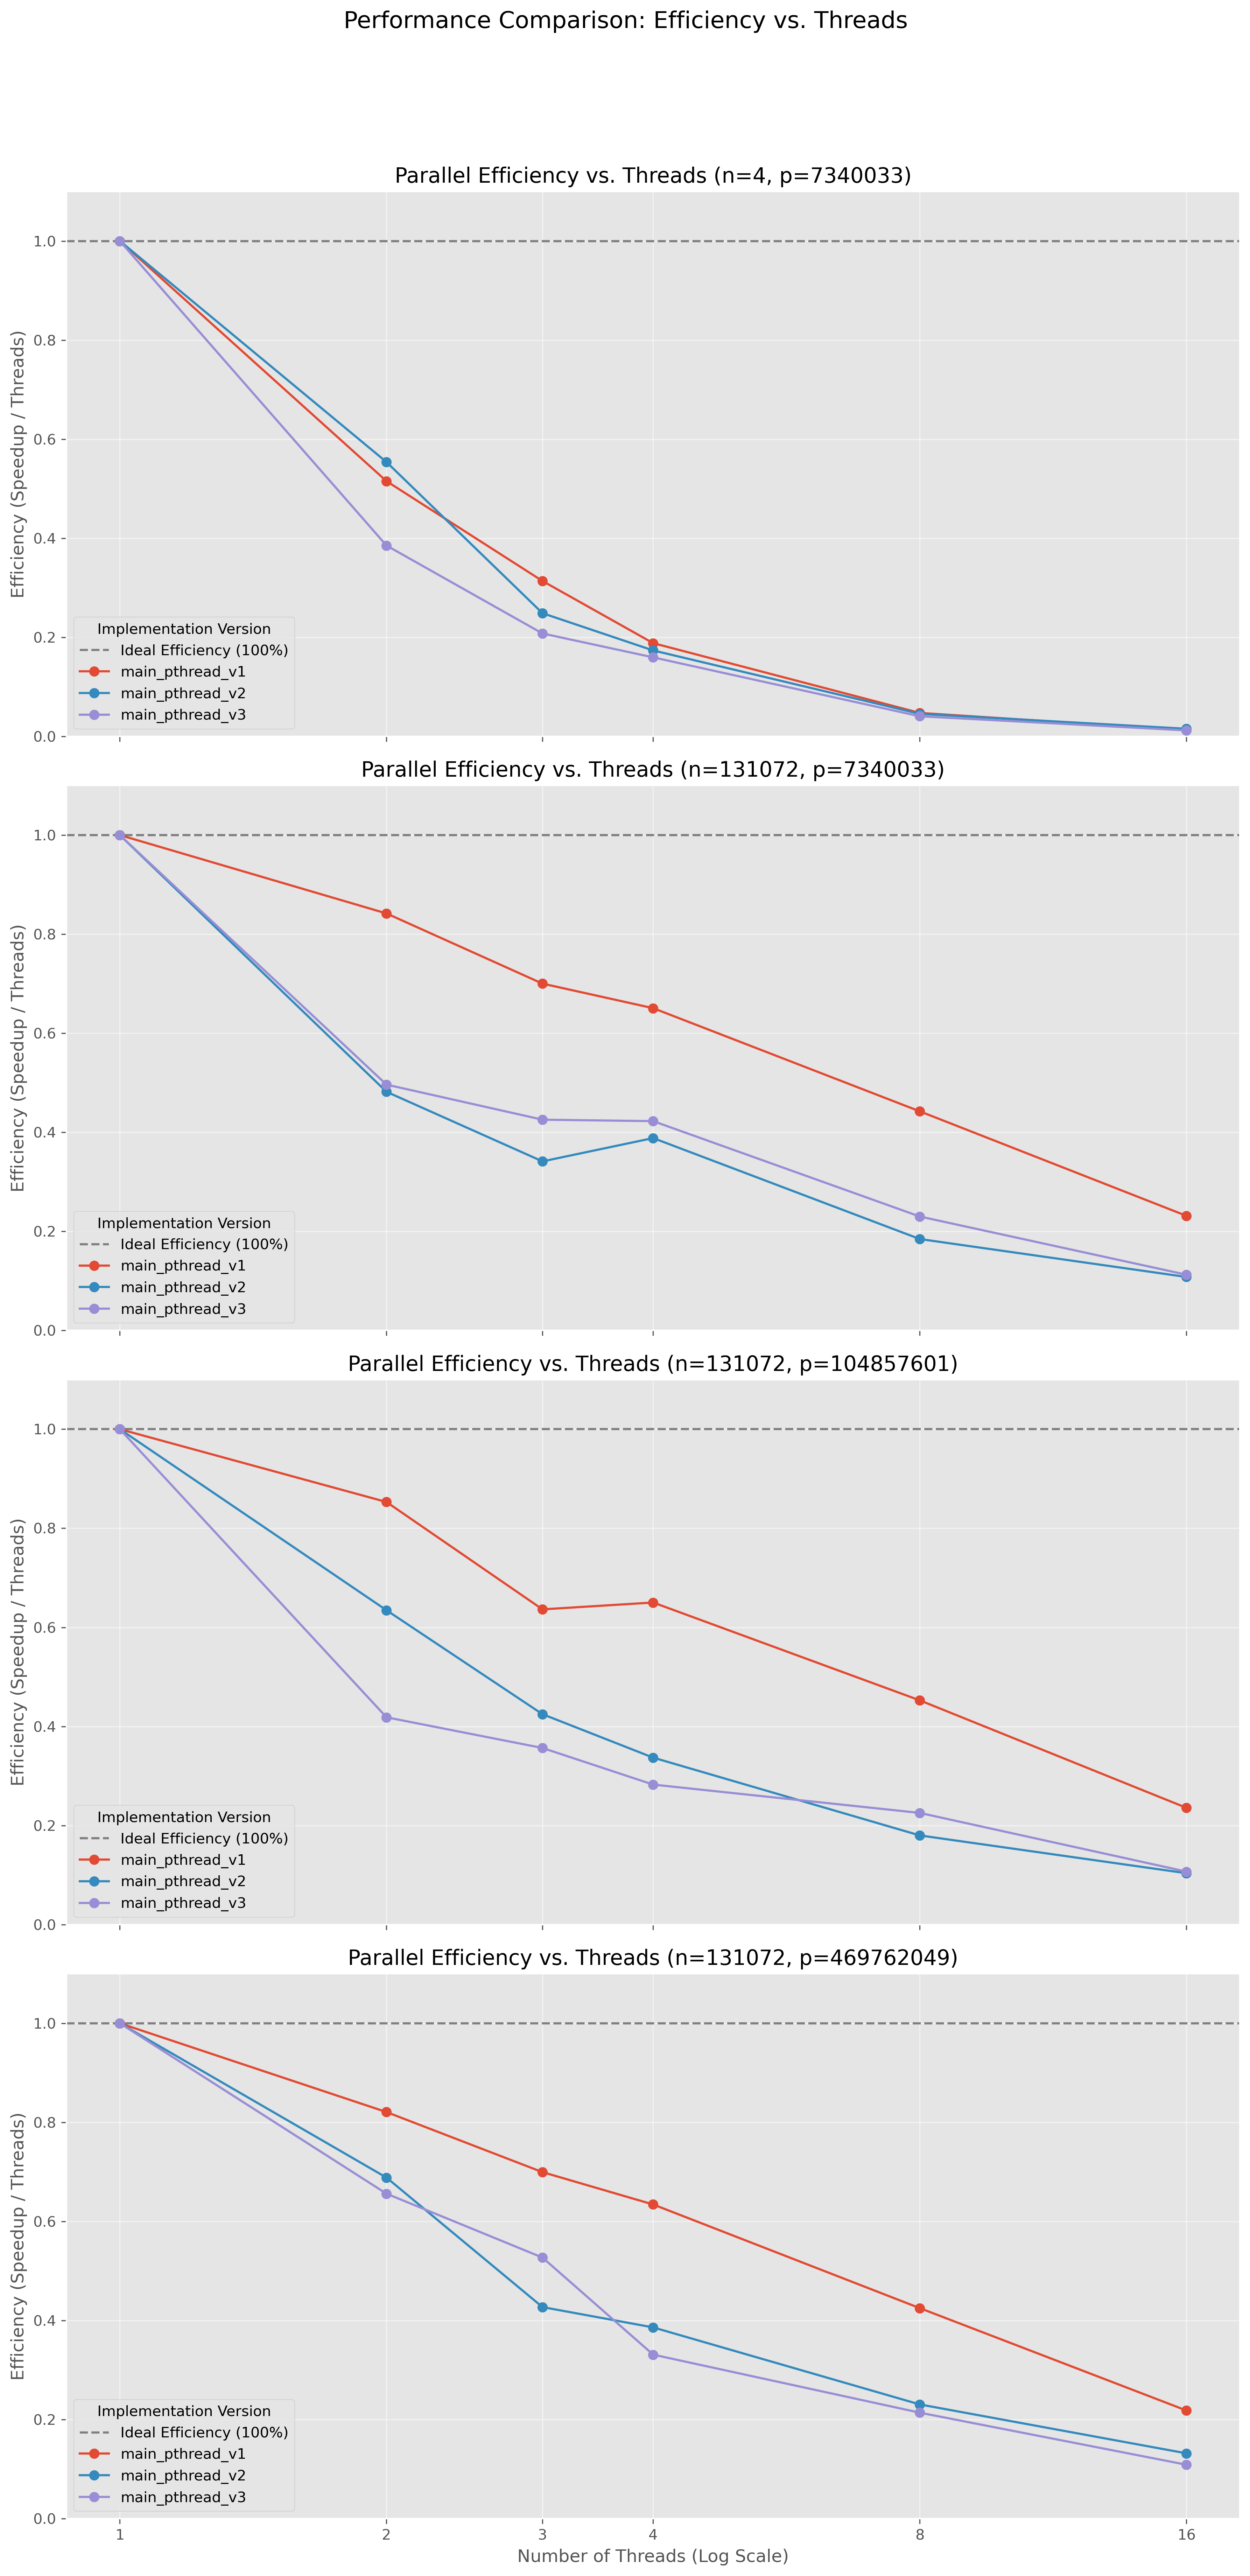 Performance Comparison: Efficiency vs. Threads
Parallel Efficiency vs. Threads (n=4, p=7340033)
Efficiency (Speedup / Threads)
1.0
0.8
0.6
0.4
0.2
0.0
Implementation Version
Ideal Efficiency (100%)
main_pthread_v1
main_pthread_v2
main_pthread_v3
Parallel Efficiency vs. Threads (n=131072, p=7340033)
Efficiency (Speedup / Threads)
1.0
0.8
0.6
0.4
0.2
0.0
Implementation Version
Ideal Efficiency (100%)
main_pthread_v1
main_pthread_v2
main_pthread_v3
Parallel Efficiency vs. Threads (n=131072, p=104857601)
Efficiency (Speedup / Threads)
1.0
0.8
0.6
0.4
0.2
0.0
Implementation Version
Ideal Efficiency (100%)
main_pthread_v1
main_pthread_v2
main_pthread_v3
Parallel Efficiency vs. Threads (n=131072, p=469762049)
Efficiency (Speedup / Threads)
1.0
0.8
0.6
0.4
0.2
0.0
Implementation Version
Ideal Efficiency (100%)
main_pthread_v1
main_pthread_v2
main_pthread_v3
1 2 3 4 8 16
Number of Threads (Log Scale)